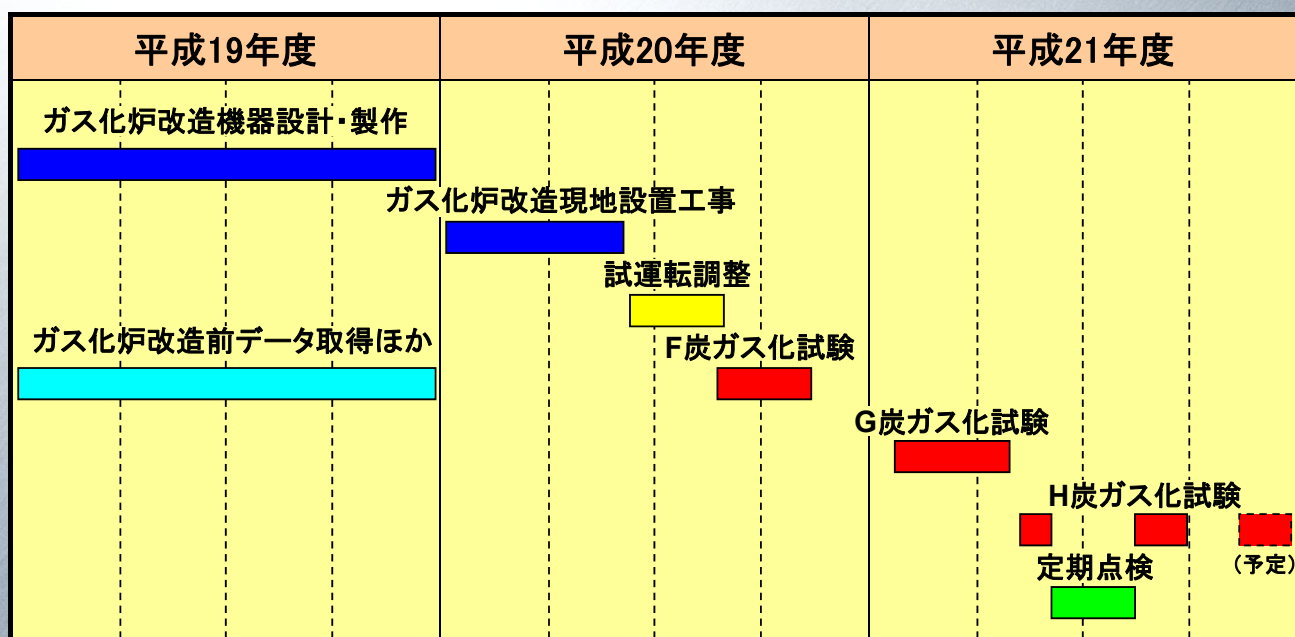 平成19年度
平成20年度
平成21年度
ガス化炉改造機器設計・製作
ガス化炉改造現地設置工事
試運転調整
ガス化炉改造前データ取得ほか
F炭ガス化試験
G炭ガス化試験
H炭ガス化試験
(予定)
定期点検